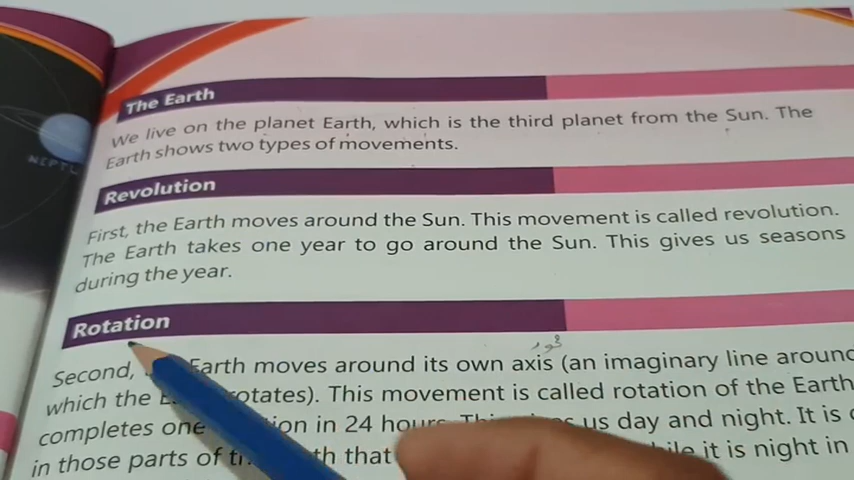 NEPTU
The Earth
We live on the planet Earth, which is the third planet from the Sun. The
Earth shows two types of movements.
Revolution
First, the Earth moves around the Sun. This movement is called revolution.
The Earth takes one year to go around the Sun. This gives us seasons
during the year.
Rotation
محور
Second, Earth moves around its own axis (an imaginary line around
which the rotates). This movement is called rotation of the Earth
completes one in 24 hours. us day and night. It is
in those parts of that it is night in